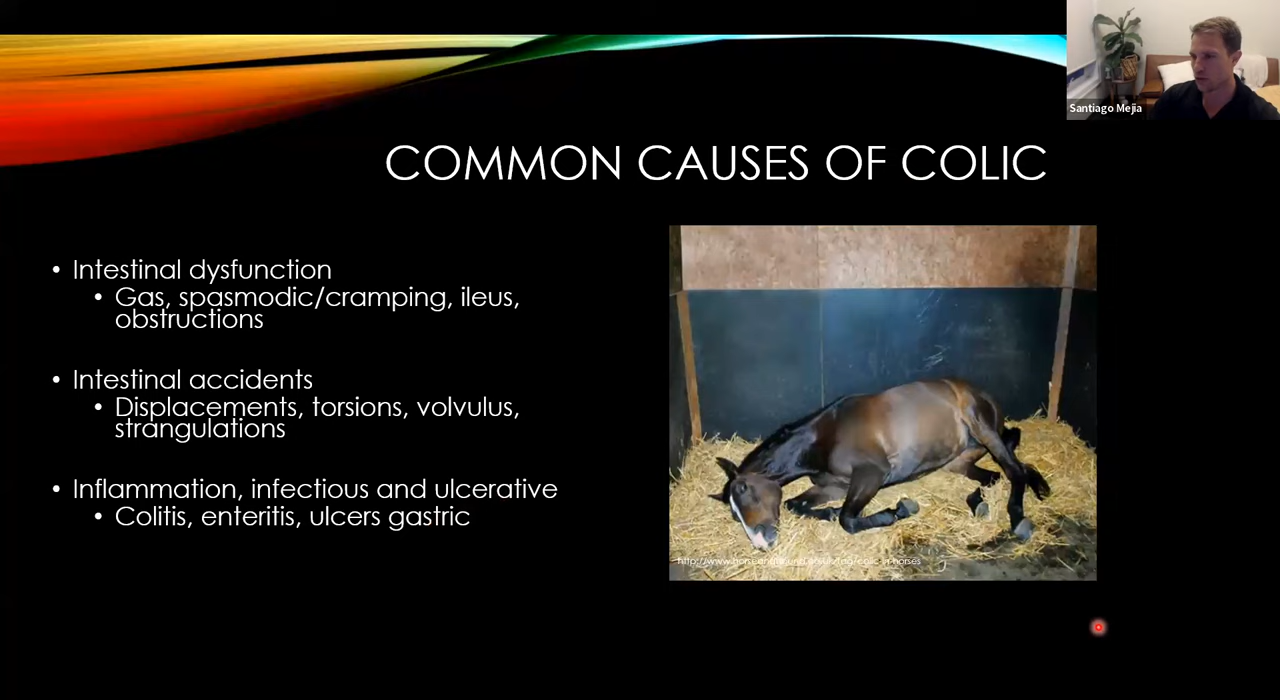 Santiago Mejia
COMMON CAUSES OF COLIC
• Intestinal dysfunction
• Gas, spasmodic/cramping, ileus,
obstructions
• Intestinal accidents
• Displacements, torsions, volvulus,
strangulations
• Inflammation, infectious and ulcerative
• Colitis, enteritis, ulcers gastric